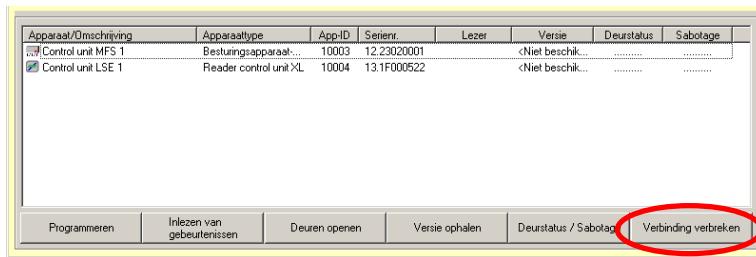 Apparaat/Omschrijving Apparaattype App-ID Serienr. Lezer Versie Deurstatus Sabotage
Control unit MFS 1 Besturingsapparaat-... 10003 12.23020001 <Niet beschik... .......... ..........
Control unit LSE 1 Reader control unit XL 10004 13.1F000522 <Niet beschik... .......... ..........
Programmeren Inlezen van gebeurtenissen Deuren openen Versie ophalen Deurstatus / Sabotag Verbinding verbreken